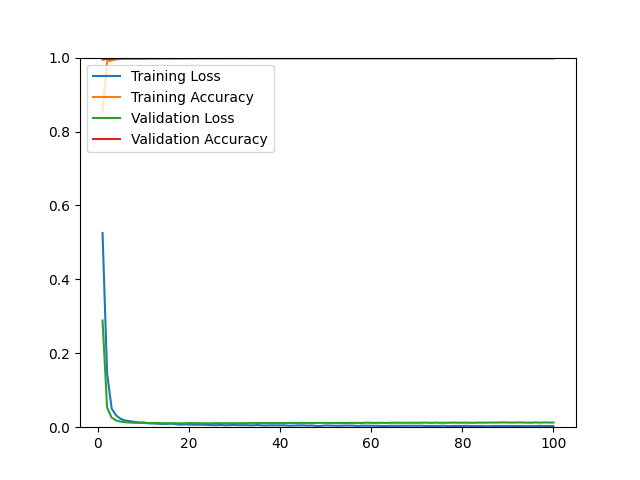 1.0
0.8
0.6
0.4
0.2
0.0
Training Loss
Training Accuracy
Validation Loss
Validation Accuracy
0 20 40 60 80 100